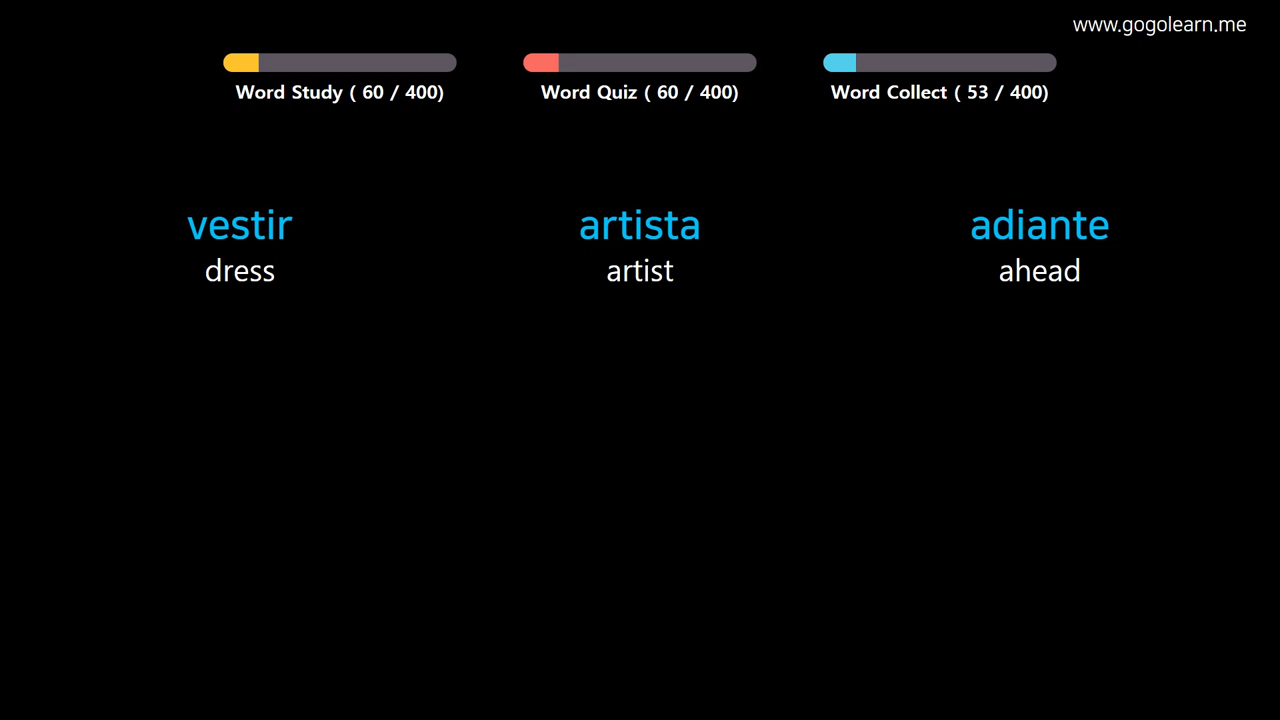 www.gogolearn.me
Word Study ( 60 / 400)
Word Quiz ( 60 / 400)
Word Collect ( 53 / 400)
vestir
dress
artista
artist
adiante
ahead